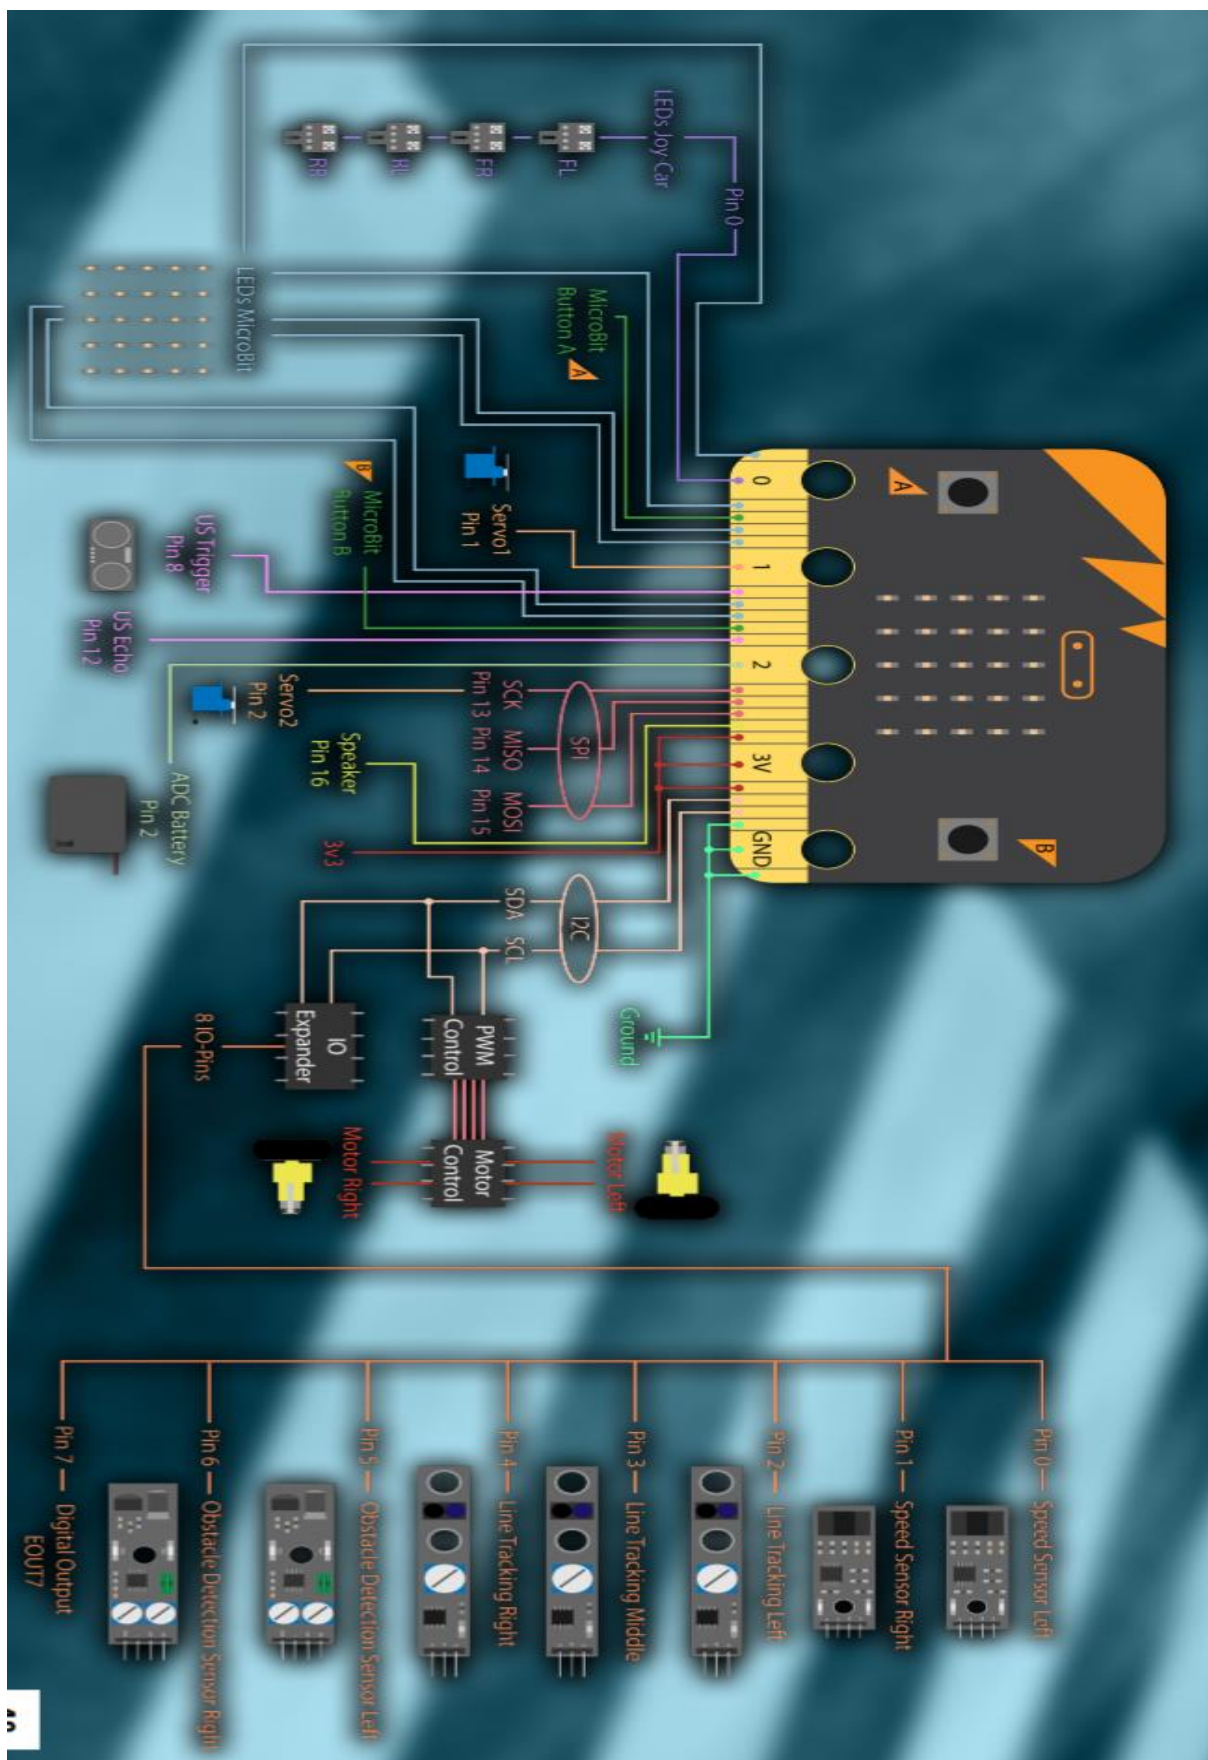 A
B
0
1
2
3V
GND
Pin 0
LEDs Joy-Car
FL
FR
RL
RR
LEDs MicroBit
MicroBit
Button A
A
Servo1
Pin 1
B
MicroBit
Button B
US Trigger
Pin 8
US Echo
Pin 12
SPI
SCK
MISO
MOSI
Pin 13
Pin 14
Pin 15
Servo2
Pin 2
Speaker
Pin 16
ADC Battery
Pin 2
3v3
I2C
SDA
SCL
Ground
PWM
Control
IO
Expander
8 IO-Pins
Motor
Control
Motor Left
Motor Right
Pin 0 — Speed Sensor Left
Pin 1 — Speed Sensor Right
Pin 2 — Line Tracking Left
Pin 3 — Line Tracking Middle
Pin 4 — Line Tracking Right
Pin 5 — Obstacle Detection Sensor Left
Pin 6 — Obstacle Detection Sensor Right
Pin 7 — Digital Output
EOUT7